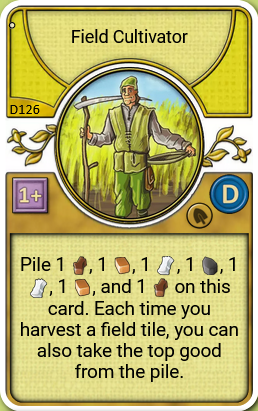 Field Cultivator
D126
1+
D
Pile 1 , 1 , 1 , 1 , 1
, 1 , and 1 on this
card. Each time you
harvest a field tile, you can
also take the top good
from the pile.